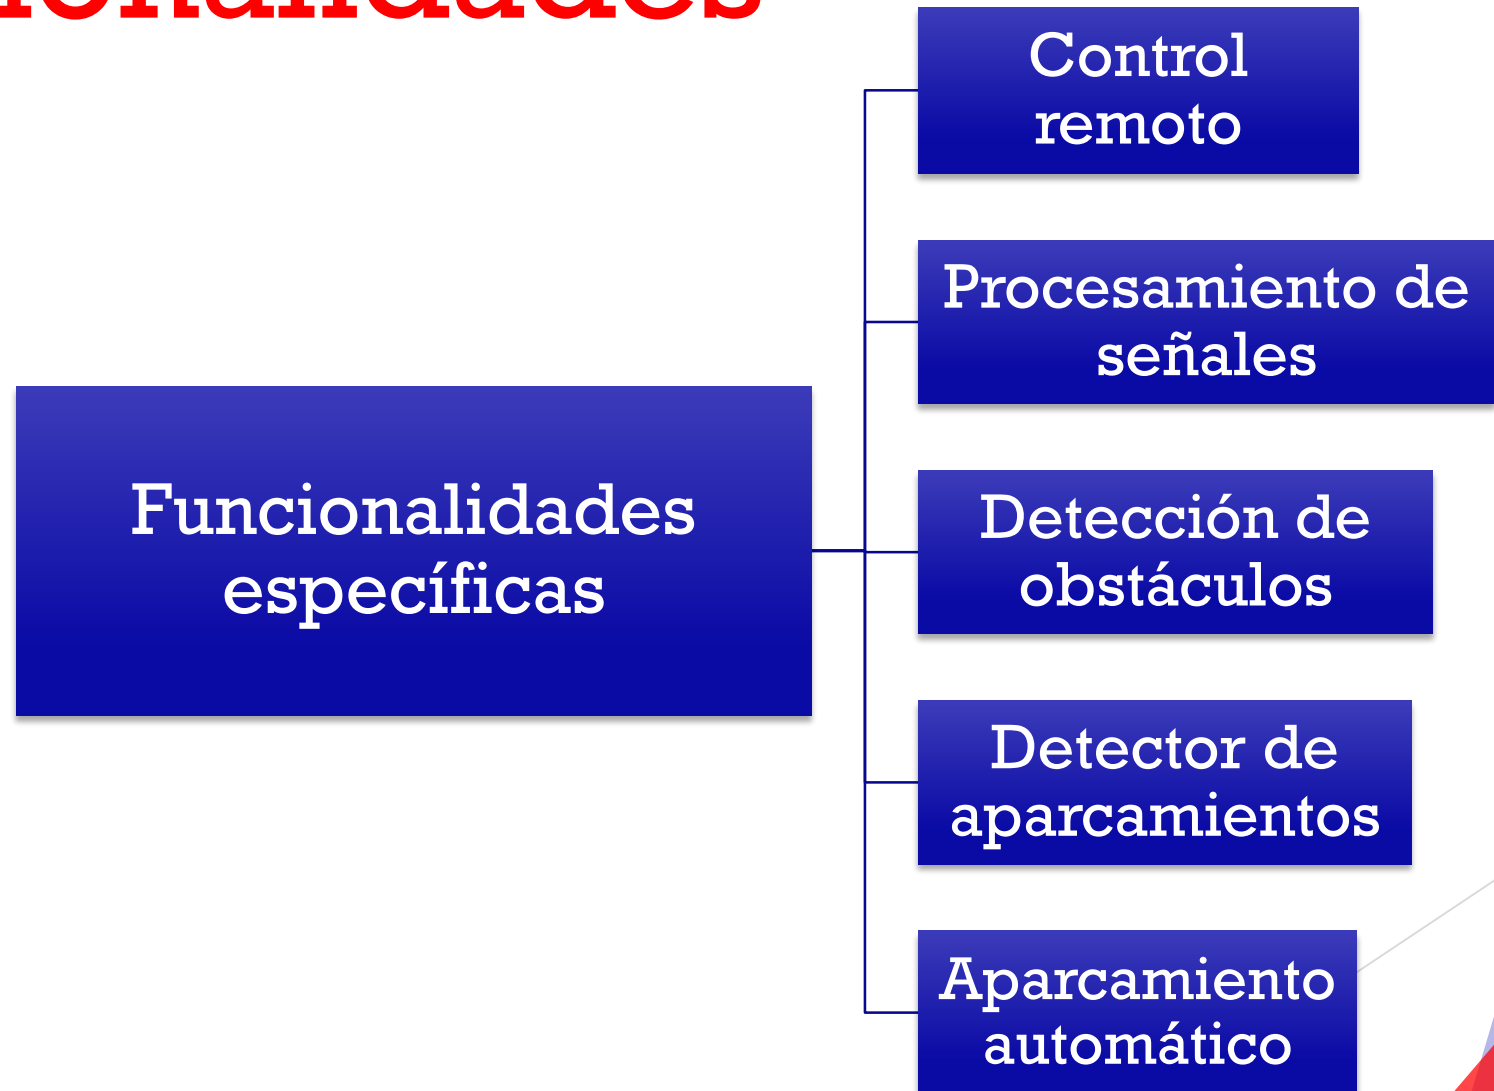 Funcionalidades
específicas
Control
remoto
Procesamiento de
señales
Detección de
obstáculos
Detector de
aparcamientos
Aparcamiento
automático